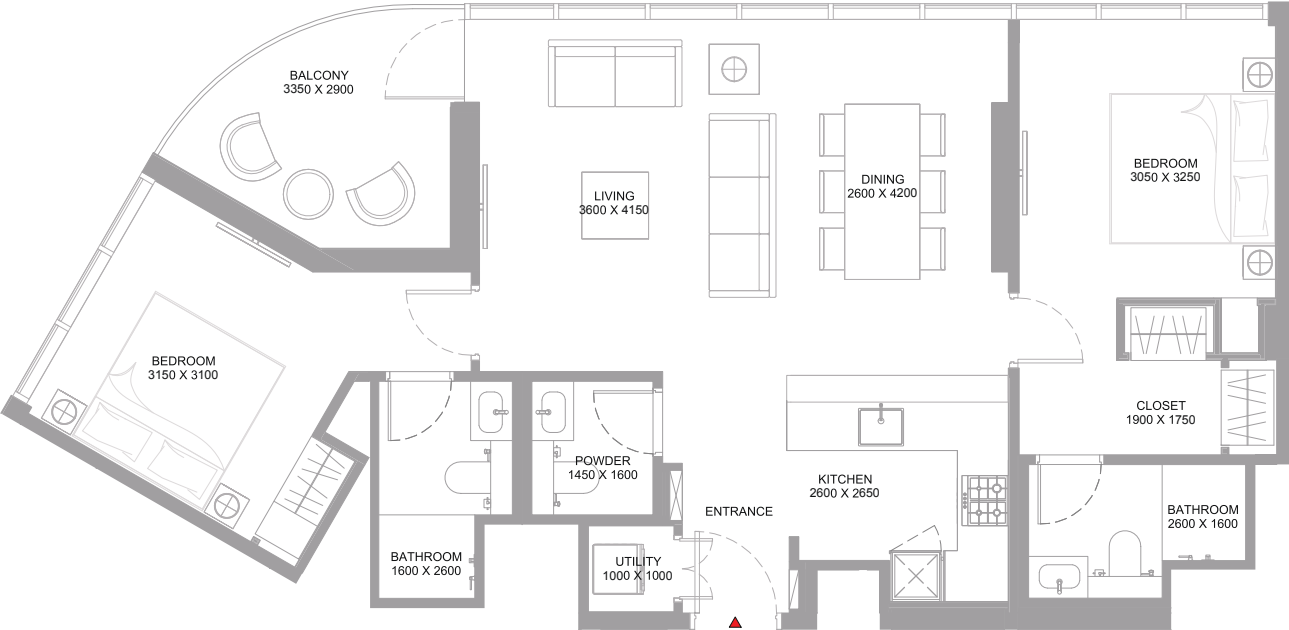 BALCONY
3350 X 2900
LIVING
3600 X 4150
DINING
2600 X 4200
BEDROOM
3050 X 3250
BEDROOM
3150 X 3100
CLOSET
1900 X 1750
POWDER
1450 X 1600
KITCHEN
2600 X 2650
ENTRANCE
BATHROOM
2600 X 1600
BATHROOM
1600 X 2600
UTILITY
1000 X 1000